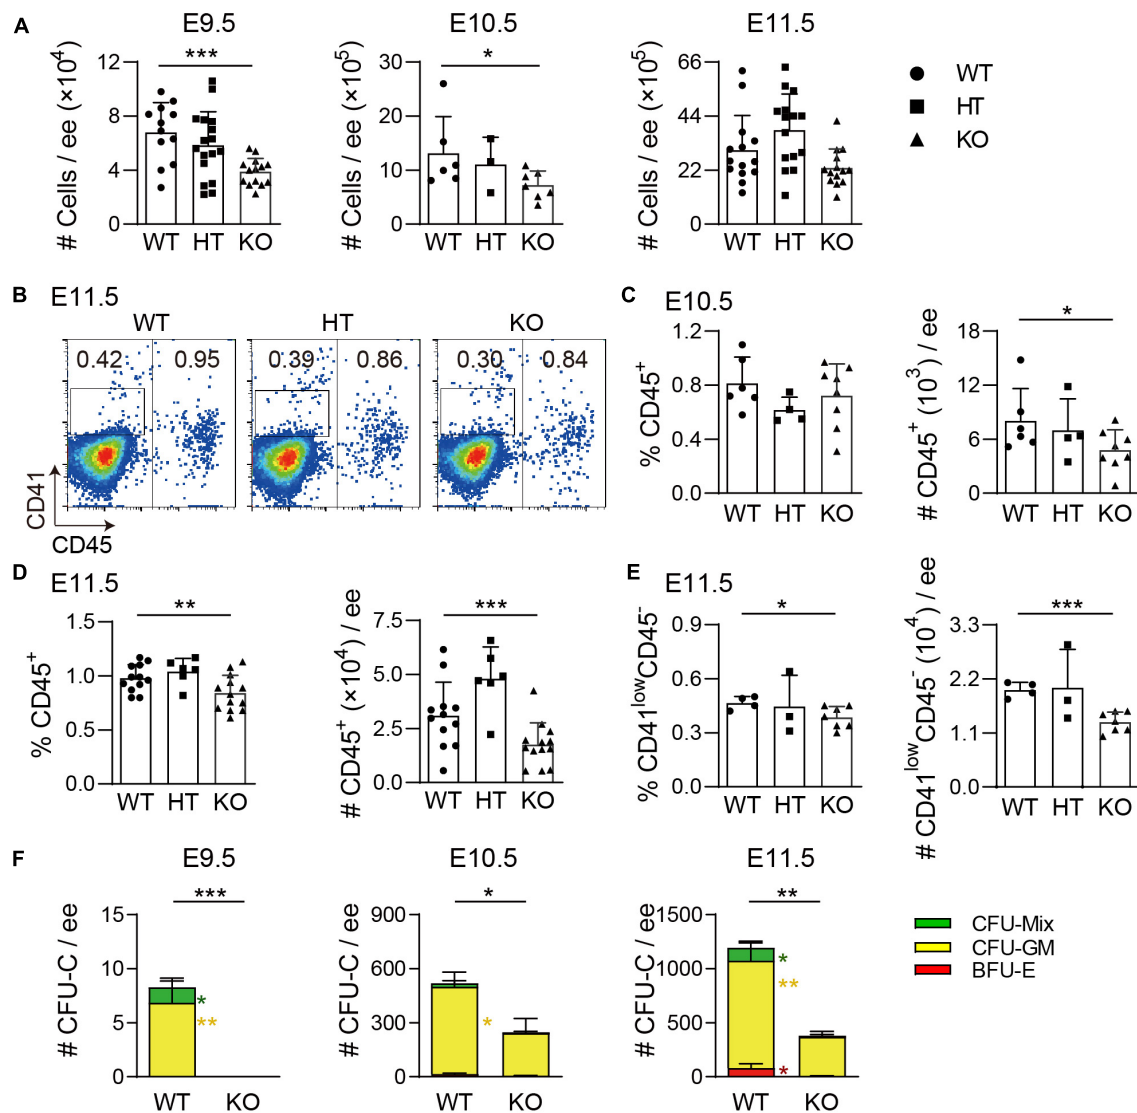 A
E9.5
E10.5
E11.5
# Cells / ee (×10⁴)
12
8
4
0
***
WT HT KO
# Cells / ee (×10⁵)
30
20
10
0
*
WT HT KO
# Cells / ee (×10⁵)
66
44
22
0
WT HT KO
WT
HT
KO
B
E11.5
WT HT KO
0.42 0.95 0.39 0.86 0.30 0.84
CD41
CD45
C
E10.5
% CD45⁺
1.2
0.8
0.4
0.0
WT HT KO
# CD45⁺ (10³) / ee
18
12
6
0
*
WT HT KO
D
E11.5
% CD45⁺
1.5
1.0
0.5
0.0
**
WT HT KO
# CD45⁺ (×10⁴) / ee
7.5
5.0
2.5
0.0
***
WT HT KO
E
E11.5
% CD41ˡᵒʷCD45⁻
0.9
0.6
0.3
0.0
*
WT HT KO
# CD41ˡᵒʷCD45⁻ (10⁴) / ee
3.3
2.2
1.1
0.0
***
WT HT KO
F
E9.5
E10.5
E11.5
# CFU-C / ee
15
10
5
0
***
*
**
WT KO
# CFU-C / ee
900
600
300
0
*
*
WT KO
# CFU-C / ee
1500
1000
500
0
**
*
**
*
WT KO
CFU-Mix
CFU-GM
BFU-E